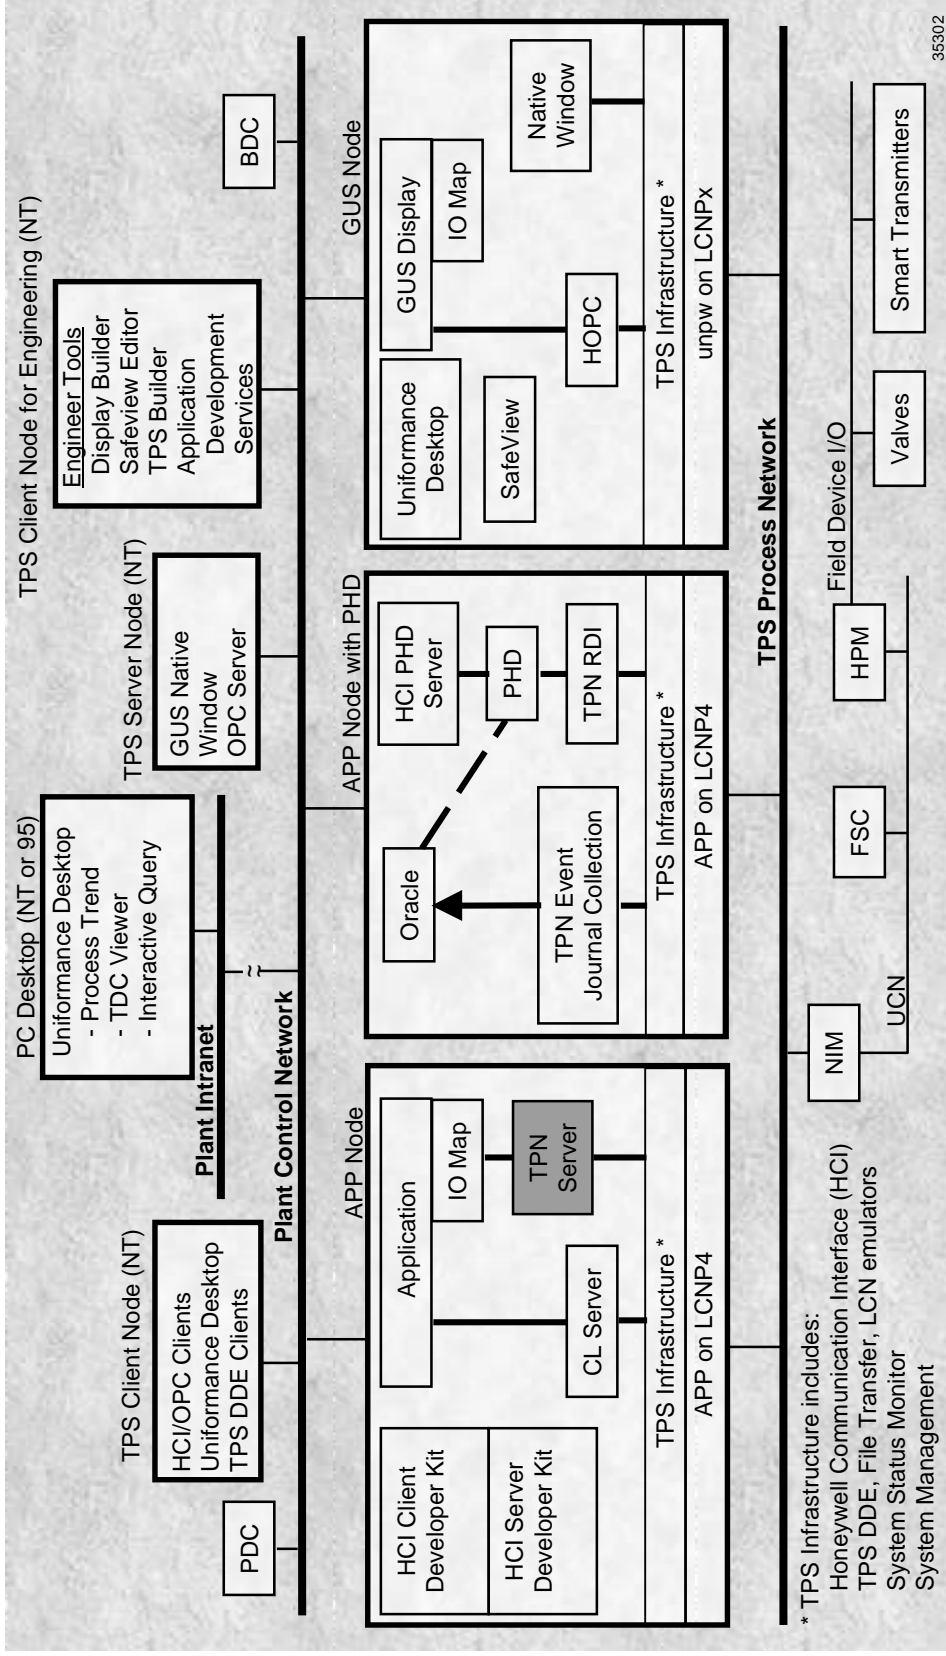 TPS Client Node for Engineering (NT)
PC Desktop (NT or 95)
Uniformance Desktop
- Process Trend
- TDC Viewer
- Interactive Query
TPS Client Node (NT)
TPS Server Node (NT)
PDC
HCI/OPC Clients
Uniformance Desktop
TPS DDE Clients
Plant Intranet
GUS Native
Window
OPC Server
Engineer Tools
Display Builder
Safeview Editor
TPS Builder
Application
Development
Services
BDC
≈
Plant Control Network
APP Node
HCI Client
Developer Kit
HCI Server
Developer Kit
Application
IO Map
CL Server
TPN
Server
TPS Infrastructure *
APP on LCNP4
APP Node with PHD
Oracle
HCI PHD
Server
PHD
TPN Event
Journal Collection
TPN RDI
TPS Infrastructure *
APP on LCNP4
GUS Node
Uniformance
Desktop
GUS Display
IO Map
SafeView
HOPC
Native
Window
TPS Infrastructure *
unpw on LCNPx
TPS Process Network
* TPS Infrastructure includes:
Honeywell Communication Interface (HCI)
TPS DDE, File Transfer, LCN emulators
System Status Monitor
System Management
NIM
UCN
FSC
HPM
Field Device I/O
Valves
Smart Transmitters
35302